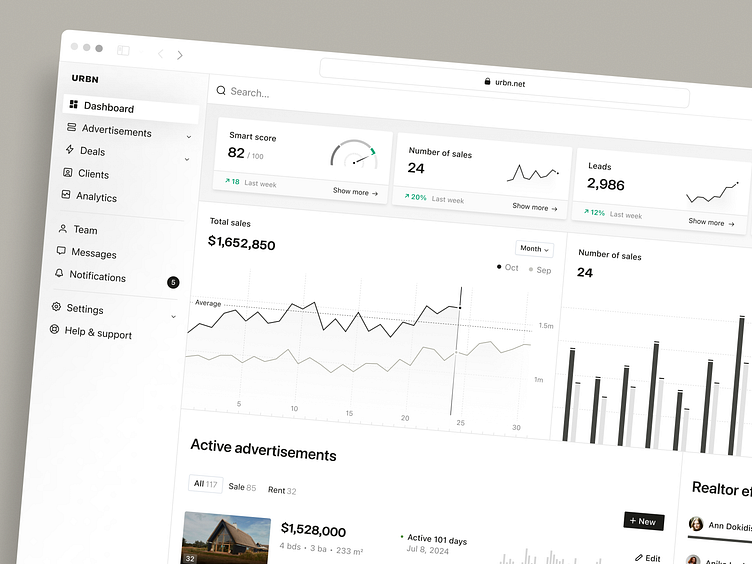 urbn.net
URBN
Search...
Dashboard
Advertisements
Deals
Clients
Analytics
Team
Messages
Notifications
5
Settings
Help & support
Smart score
82 / 100
18 Last week
Show more →
Number of sales
24
20% Last week
Show more →
Leads
2,986
12% Last week
Show more →
Total sales
$1,652,850
Month
Oct
Sep
Average
1.5m
1m
5
10
15
20
25
30
Number of sales
24
Active advertisements
All 117
Sale 85
Rent 32
+ New
32
$1,528,000
4 bds • 3 ba • 233 m²
Active 101 days
Jul 8, 2024
Edit
Realtor
Ann